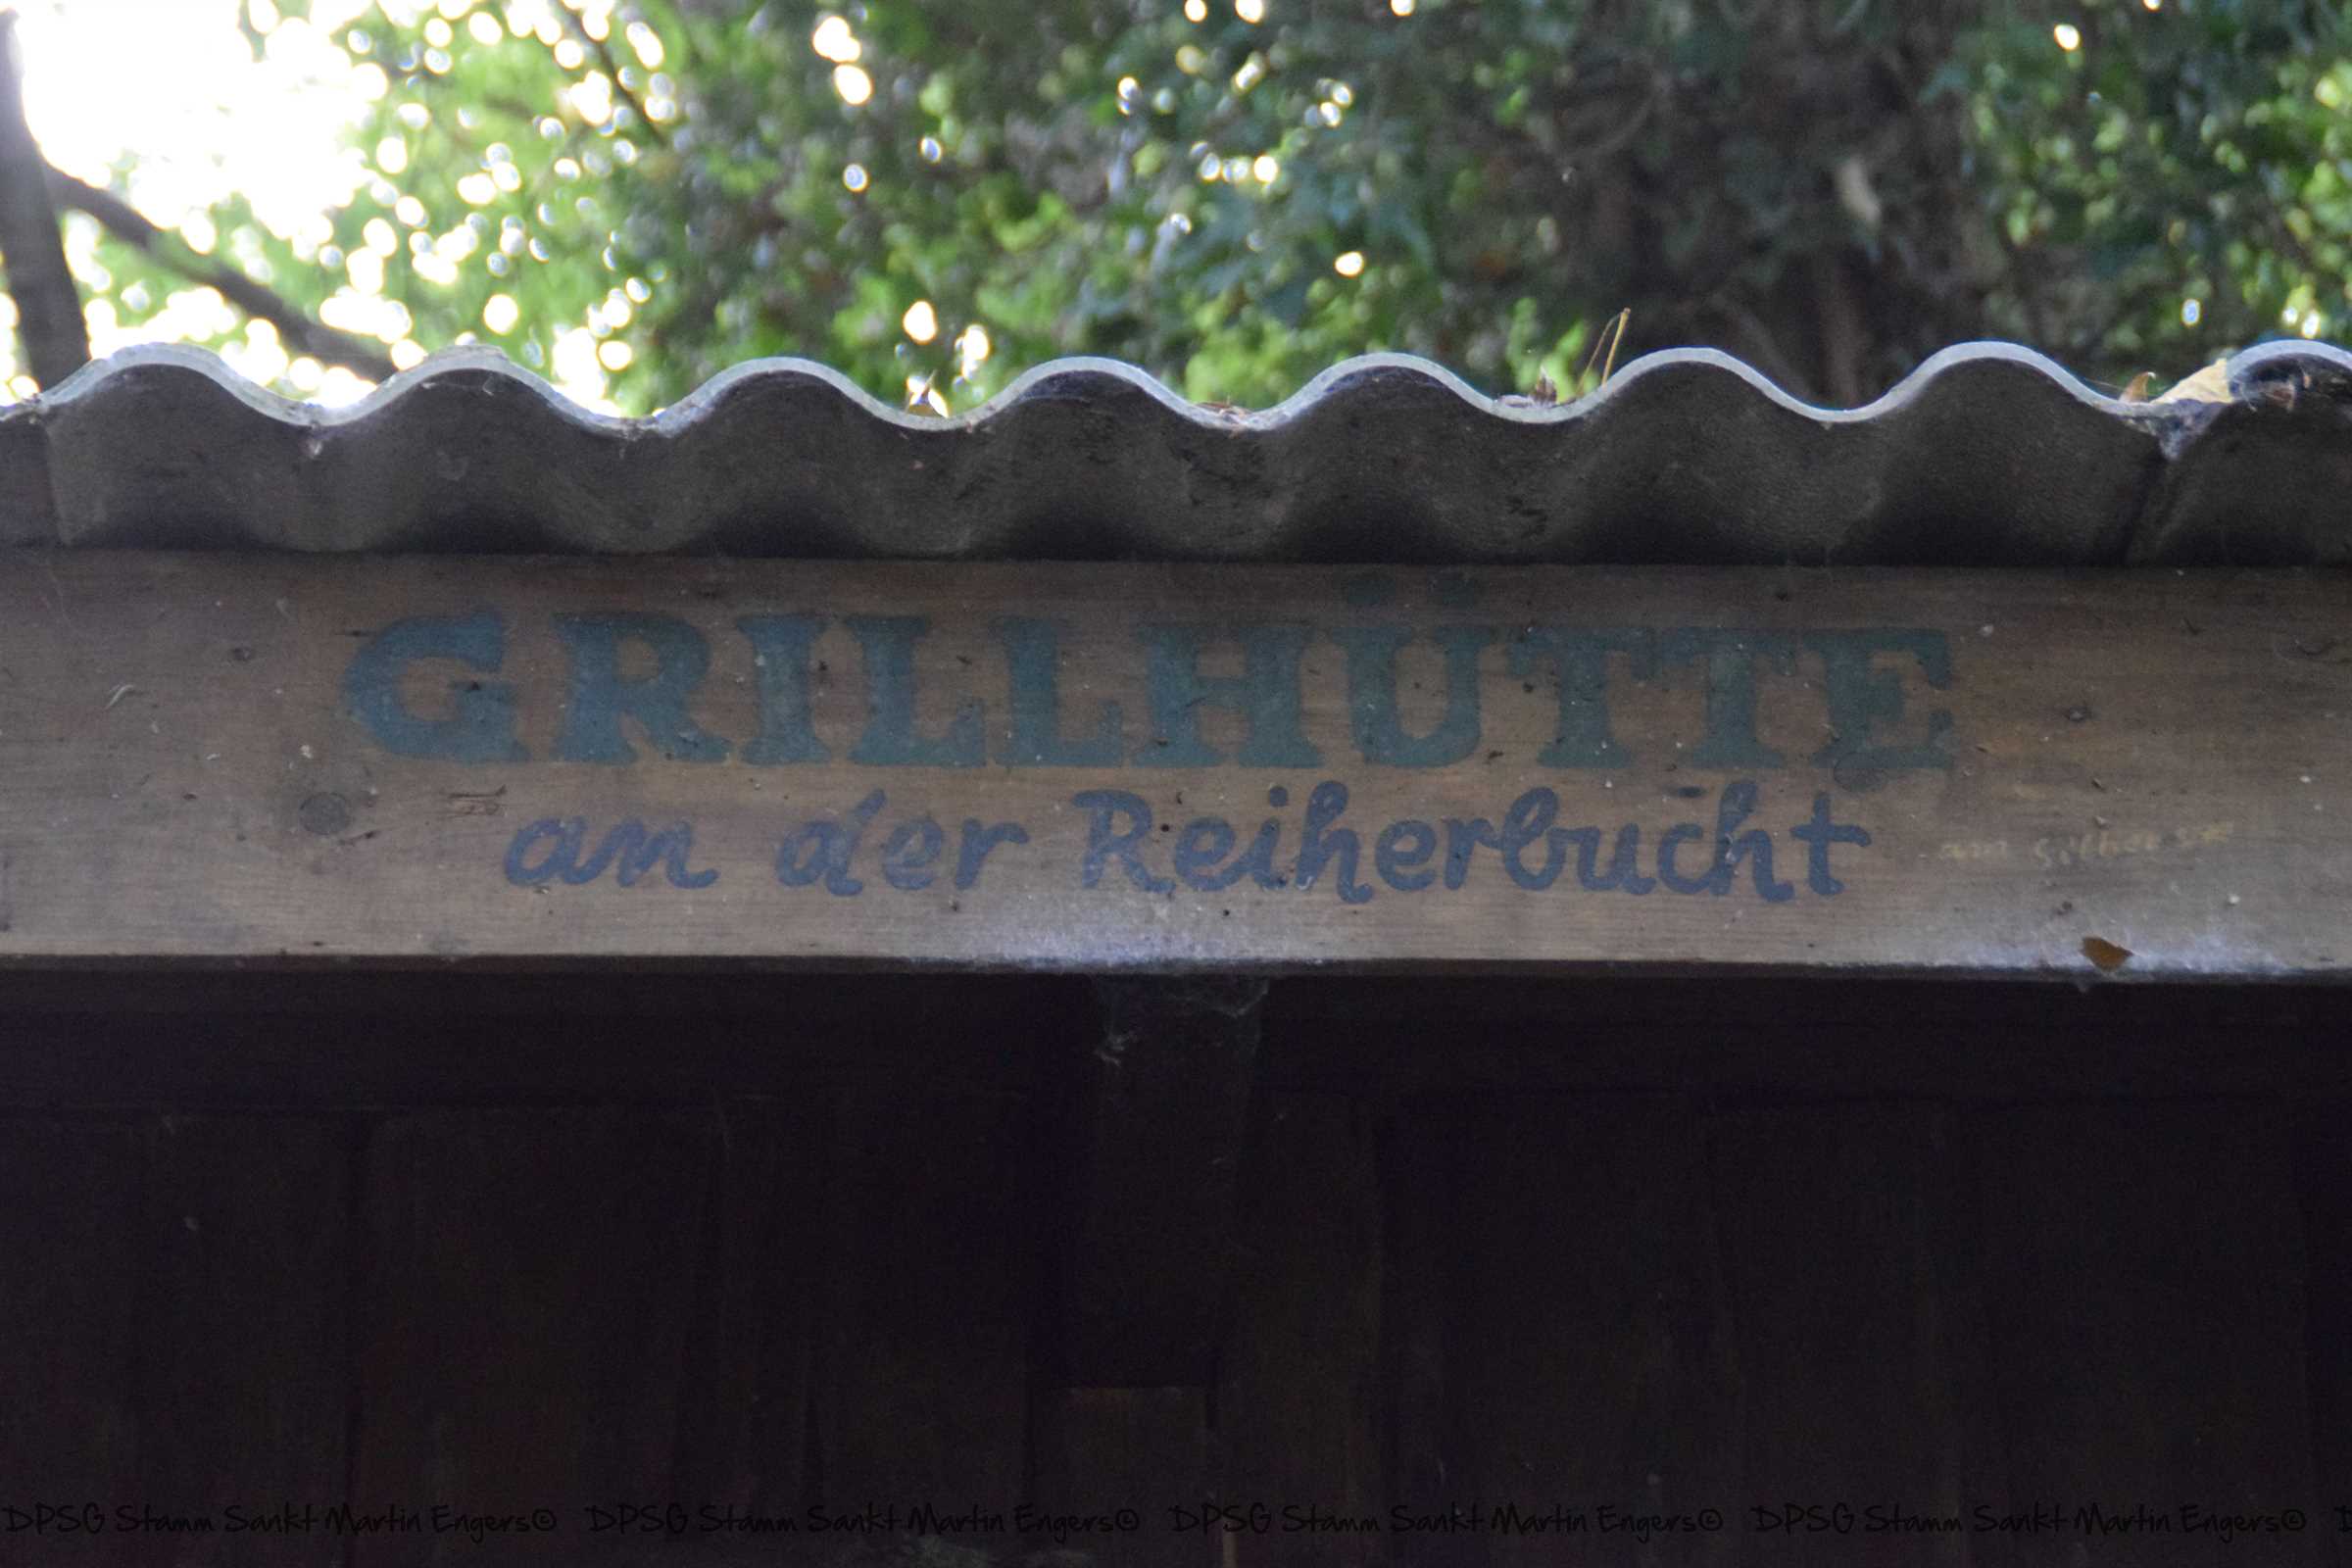 GRILLHÜTTE
an der Reiherbucht
DPSG Stamm Sankt Martin Engers© DPSG Stamm Sankt Martin Engers© DPSG Stamm Sankt Martin Engers© DPSG Stamm Sankt Martin Engers©